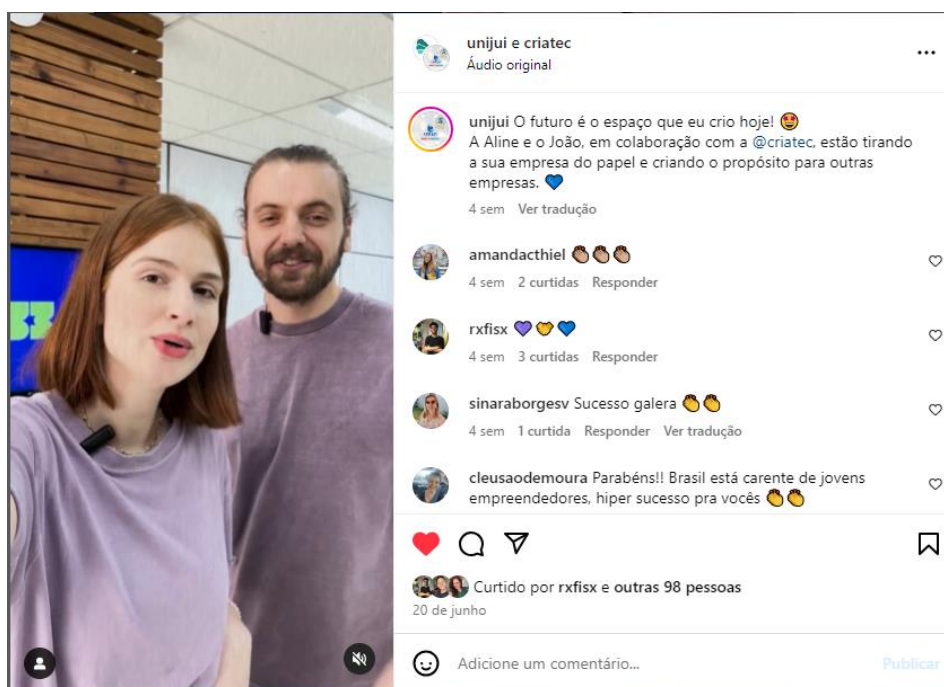 unijui e criatec
Áudio original
unijui O futuro é o espaço que eu crio hoje! 🤩
A Aline e o João, em colaboração com a @criatec, estão tirando
a sua empresa do papel e criando o propósito para outras
empresas. 💙
4 sem Ver tradução
amandacthiel 👏🏼👏🏼👏🏼
4 sem 2 curtidas Responder
rxfisx 💜💛💙
4 sem 3 curtidas Responder
sinaraborgesv Sucesso galera 👏👏
4 sem 1 curtida Responder Ver tradução
cleusaodemoura Parabéns!! Brasil está carente de jovens
empreendedores, hiper sucesso pra vocês 👏👏
Curtido por rxfisx e outras 98 pessoas
20 de junho
Adicione um comentário...
Publicar